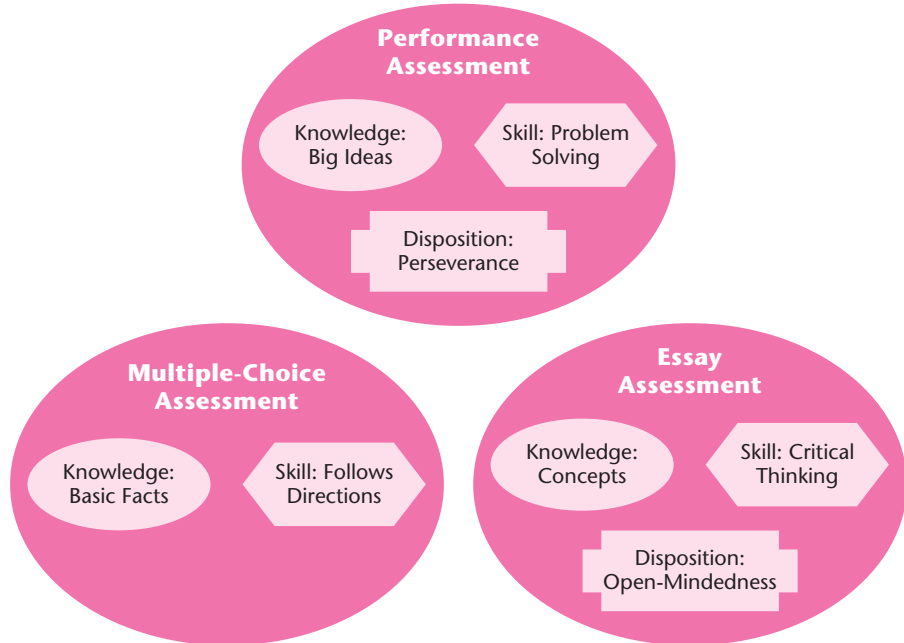 Performance
Assessment
Knowledge:
Big Ideas
Skill: Problem
Solving
Disposition:
Perseverance
Multiple-Choice
Assessment
Knowledge:
Basic Facts
Skill: Follows
Directions
Essay
Assessment
Knowledge:
Concepts
Skill: Critical
Thinking
Disposition:
Open-Mindedness